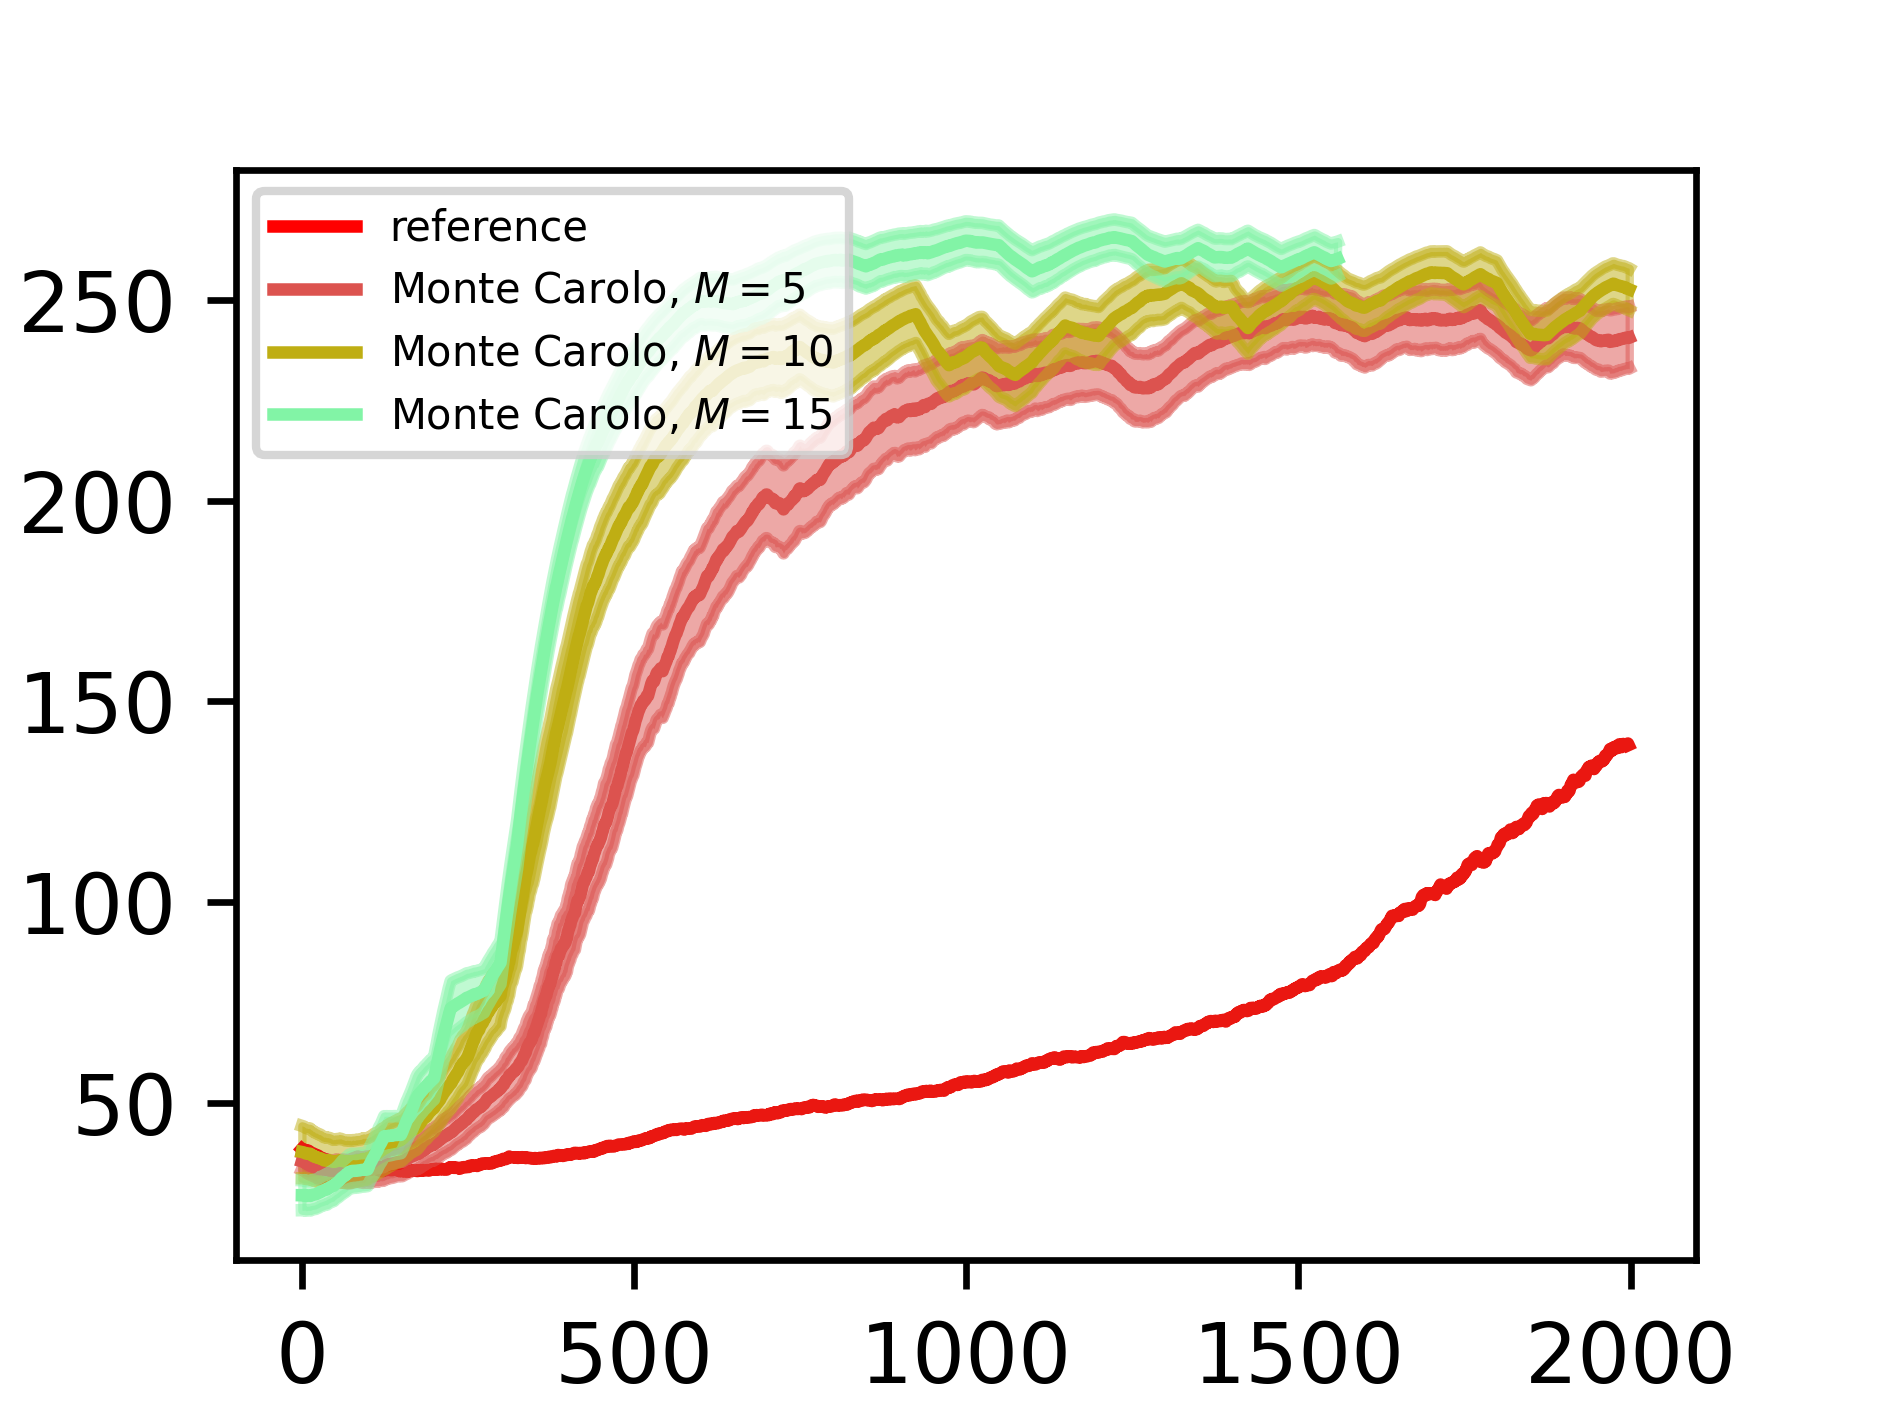 reference
Monte Carolo, M = 5
Monte Carolo, M = 10
Monte Carolo, M = 15
250
200
150
100
50
0 500 1000 1500 2000